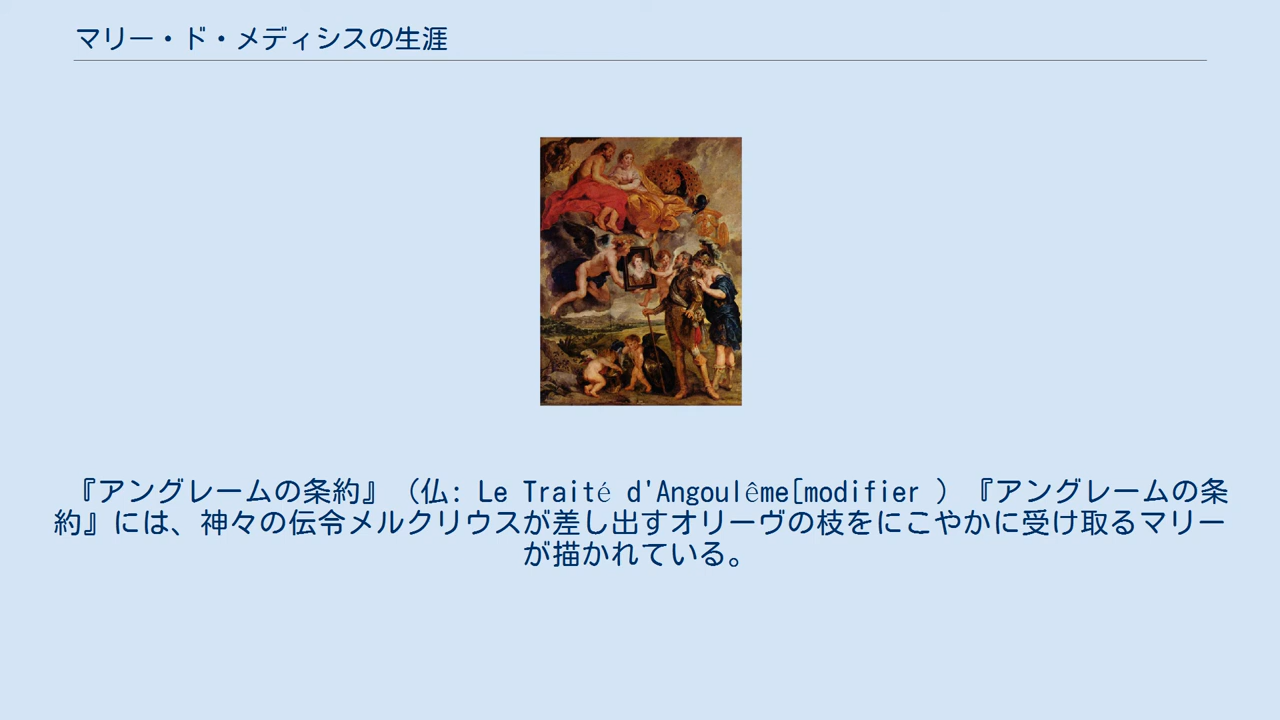 マリー・ド・メディシスの生涯
『アングレームの条約』（仏: Le Traité d'Angoulême[modifier ）『アングレームの条
約』には、神々の伝令メルクリウスが差し出すオリーヴの枝をにこやかに受け取るマリー
が描かれている。